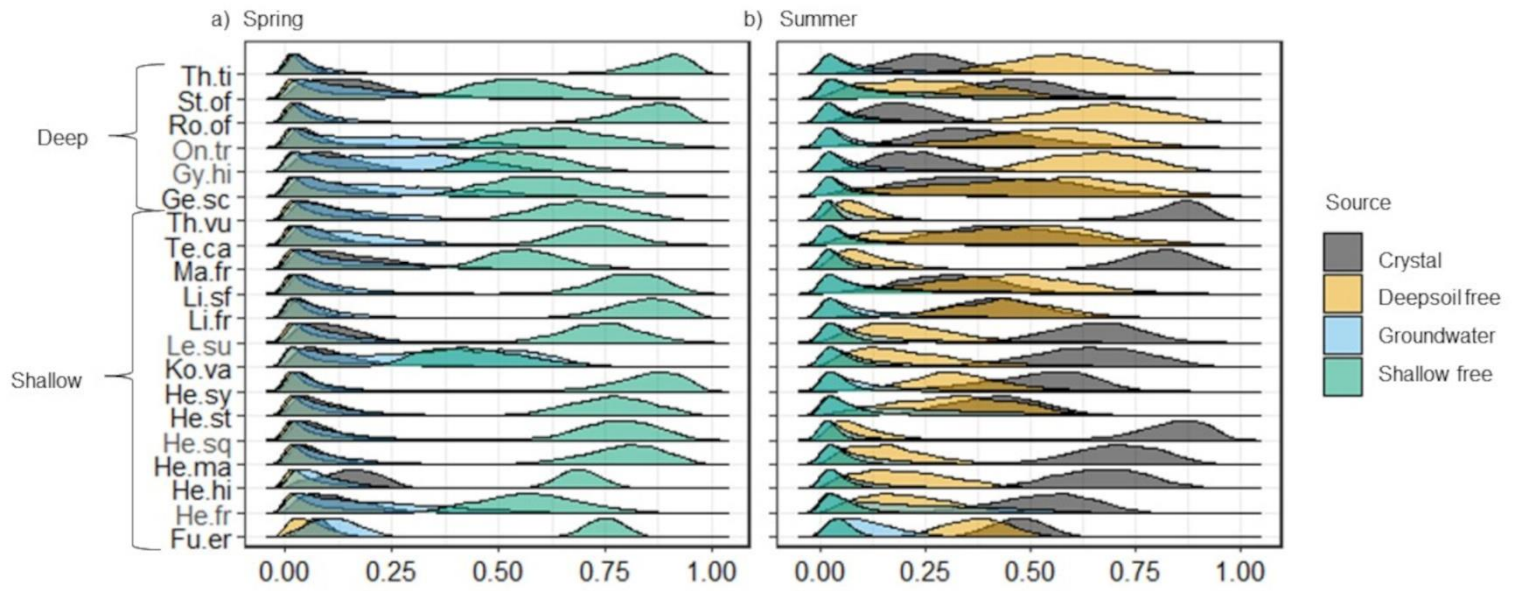 a) Spring
b) Summer
Deep
Shallow
Th.ti
St.of
Ro.of
On.tr
Gy.hi
Ge.sc
Th.vu
Te.ca
Ma.fr
Li.sf
Li.fr
Le.su
Ko.va
He.sy
He.st
He.sq
He.ma
He.hi
He.fr
Fu.er
0.00 0.25 0.50 0.75 1.00
0.00 0.25 0.50 0.75 1.00
Source
Crystal
Deepsoil free
Groundwater
Shallow free